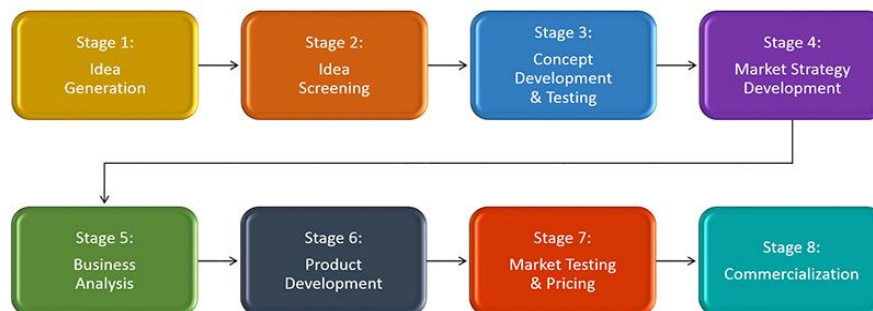 Stage 1:
Idea
Generation
Stage 2:
Idea
Screening
Stage 3:
Concept
Development
& Testing
Stage 4:
Market Strategy
Development
Stage 5:
Business
Analysis
Stage 6:
Product
Development
Stage 7:
Market Testing
& Pricing
Stage 8:
Commercialization